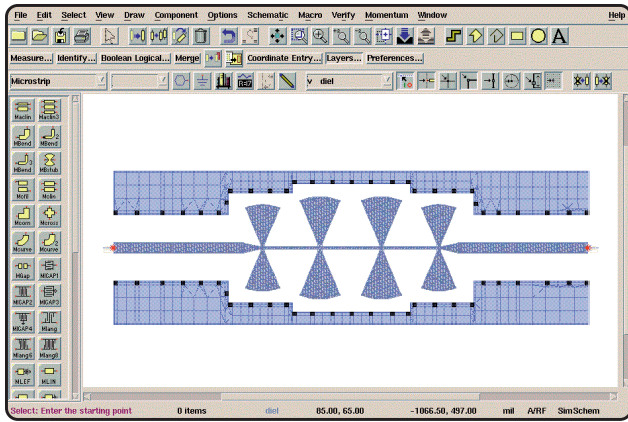 File Edit Select View Draw Component Options Schematic Macro Verify Momentum Window Help
Measure... Identify... Boolean Logical... Merge Coordinate Entry... Layers... Preferences...
Microstrip v diel
Maclin Maclin3
MBend MBend
MBend MBstub
Mcfil Mclin
Mcorn Mcross
Mcurve Mcurve
MGap MICAP1
MICAP2 MICAP3
MICAP4 Mlang
Mlang6 Mlang8
MLEF MLIN
Select: Enter the starting point 0 items diel 85.00, 65.00 -1066.50, 497.00 mil A/RF SimSchem